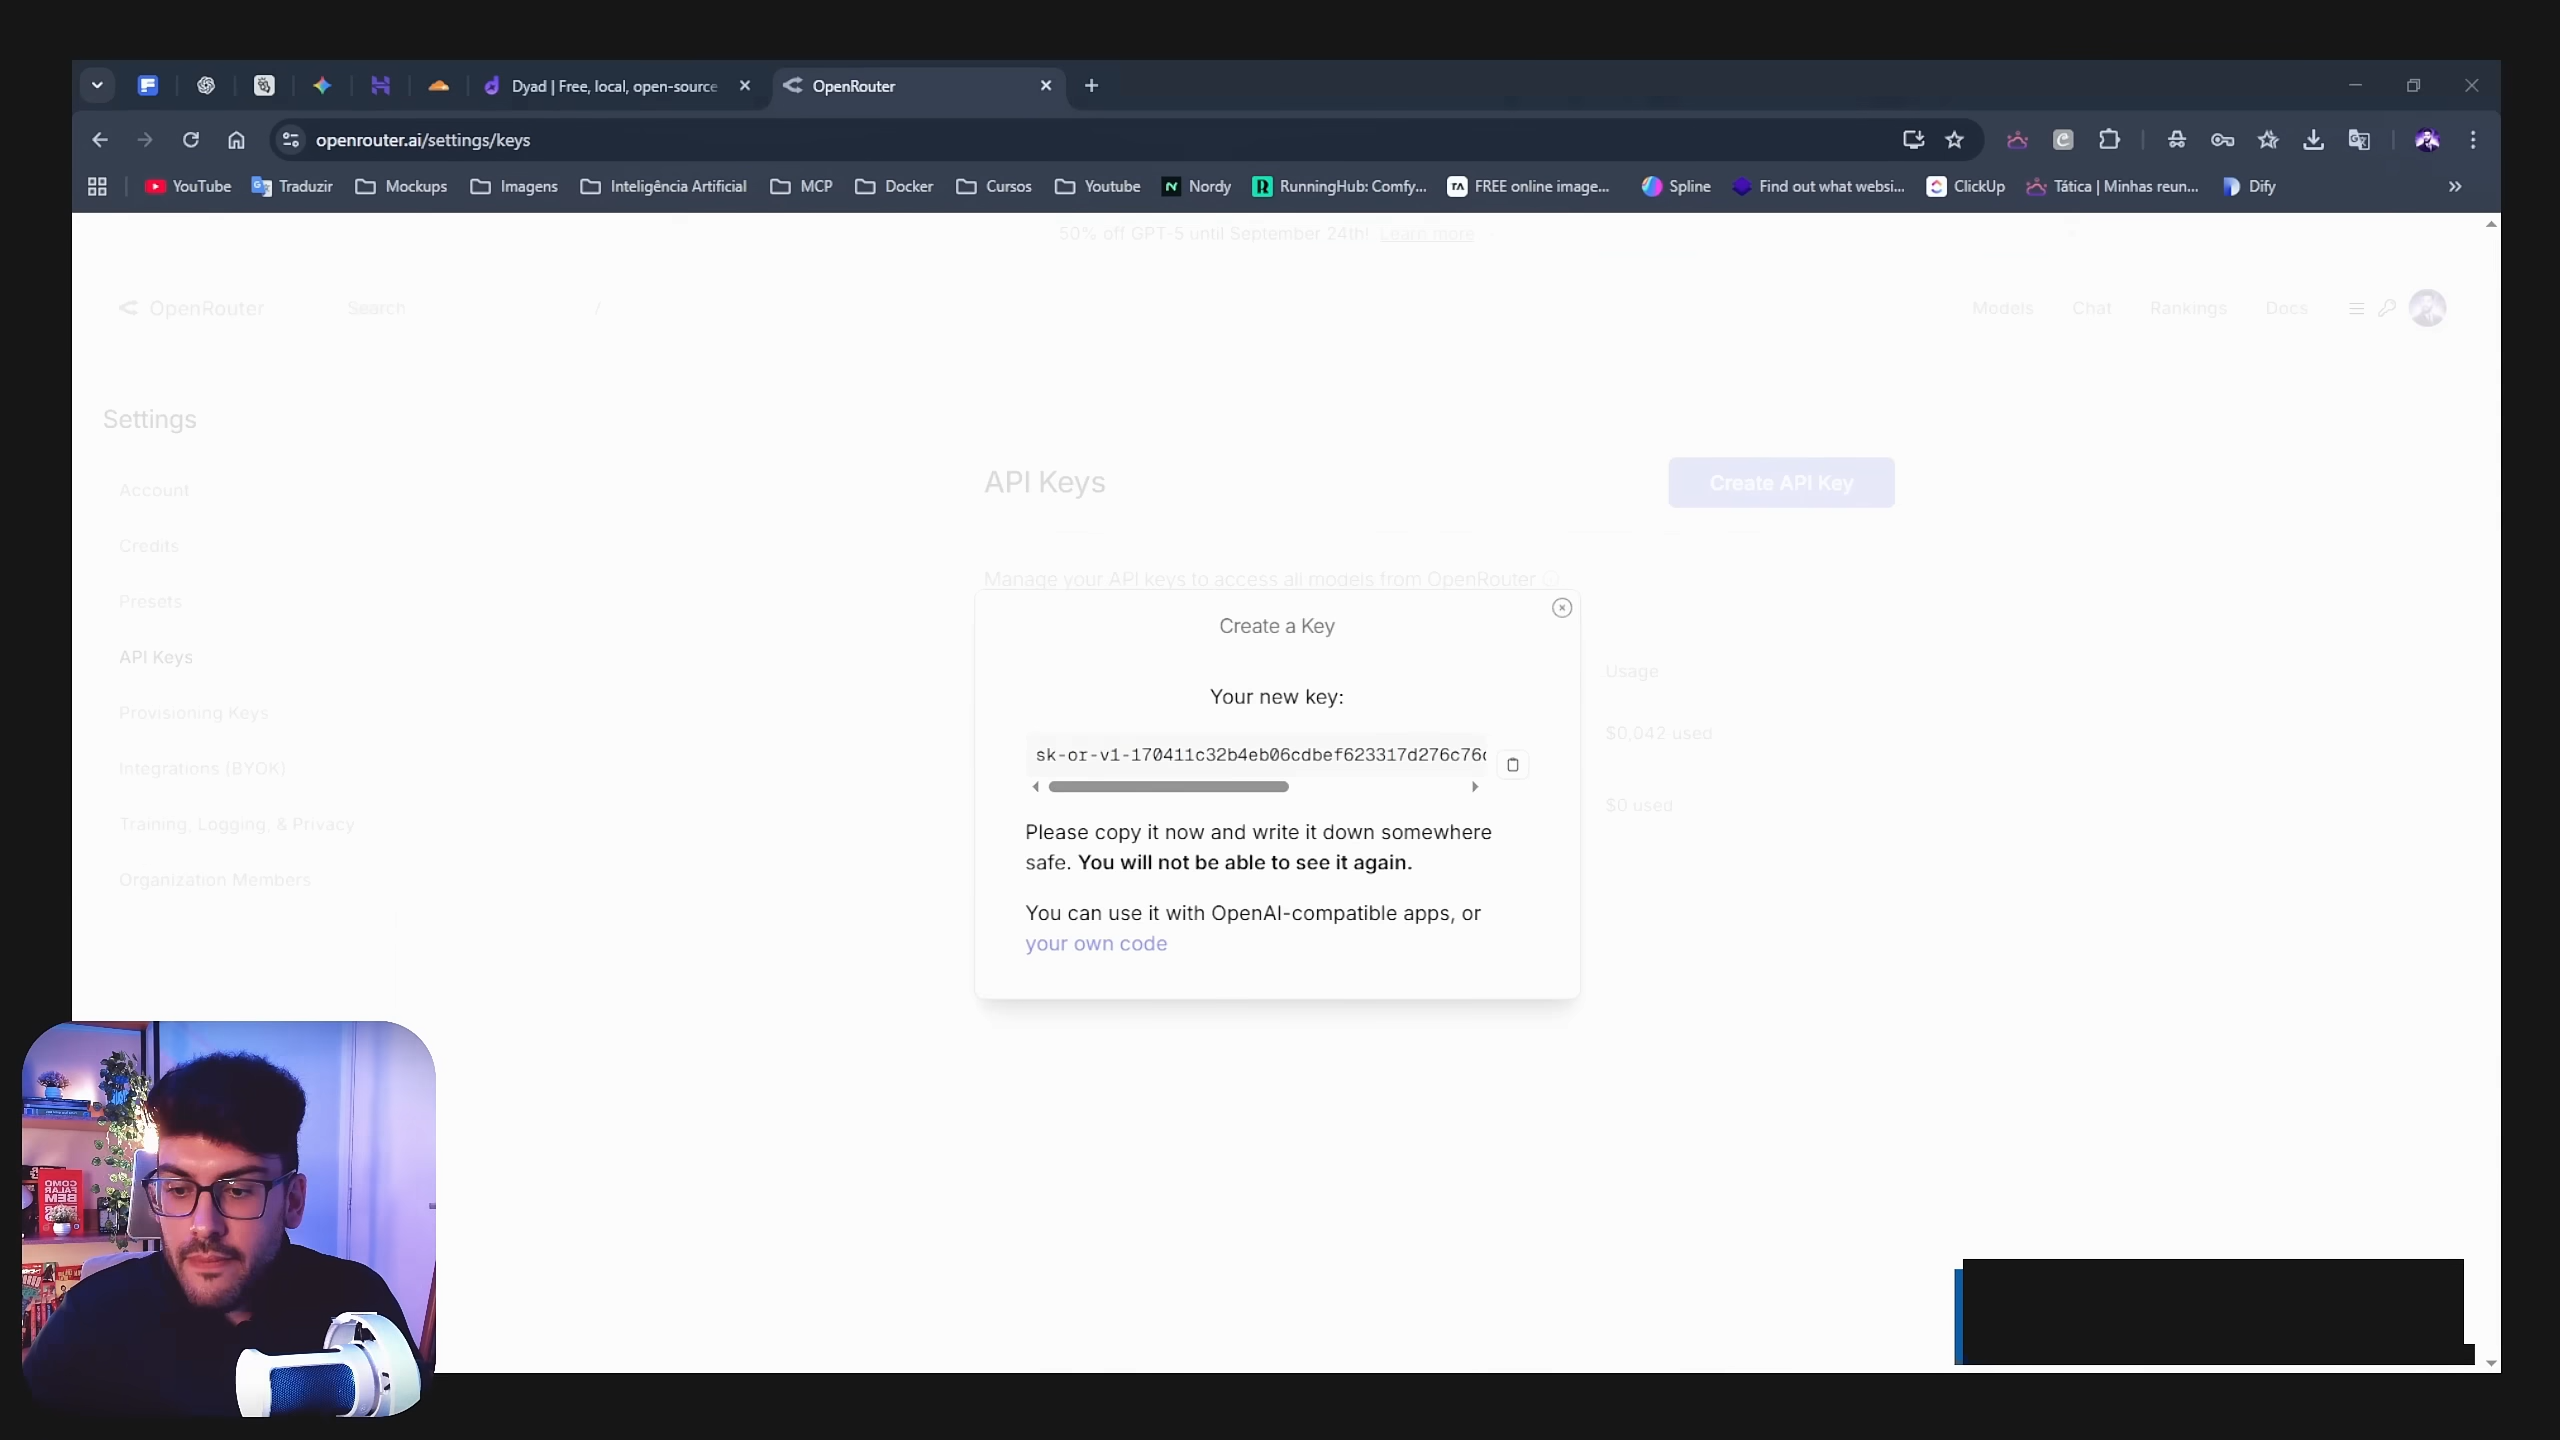 Dyad | Free, local, open-source
OpenRouter
openrouter.ai/settings/keys
YouTube
Traduzir
Mockups
Imagens
Inteligência Artificial
MCP
Docker
Cursos
Youtube
Nordy
RunningHub: Comfy...
FREE online image...
Spline
Find out what websi...
ClickUp
Tática | Minhas reun...
Dify
50% off GPT-5 until September 24th! Learn more
OpenRouter
Search
/
Models
Chat
Rankings
Docs
Settings
Account
Credits
Presets
API Keys
Provisioning Keys
Integrations (BYOK)
Training, Logging, & Privacy
Organization Members
API Keys
Create API Key
Manage your API keys to access all models from OpenRouter
Usage
$0,042 used
$0 used
Create a Key
Your new key:
sk-or-v1-170411c32b4eb06cdbef623317d276c76
Please copy it now and write it down somewhere
safe. You will not be able to see it again.
You can use it with OpenAI-compatible apps, or
your own code
COMO
FALAR
BEM